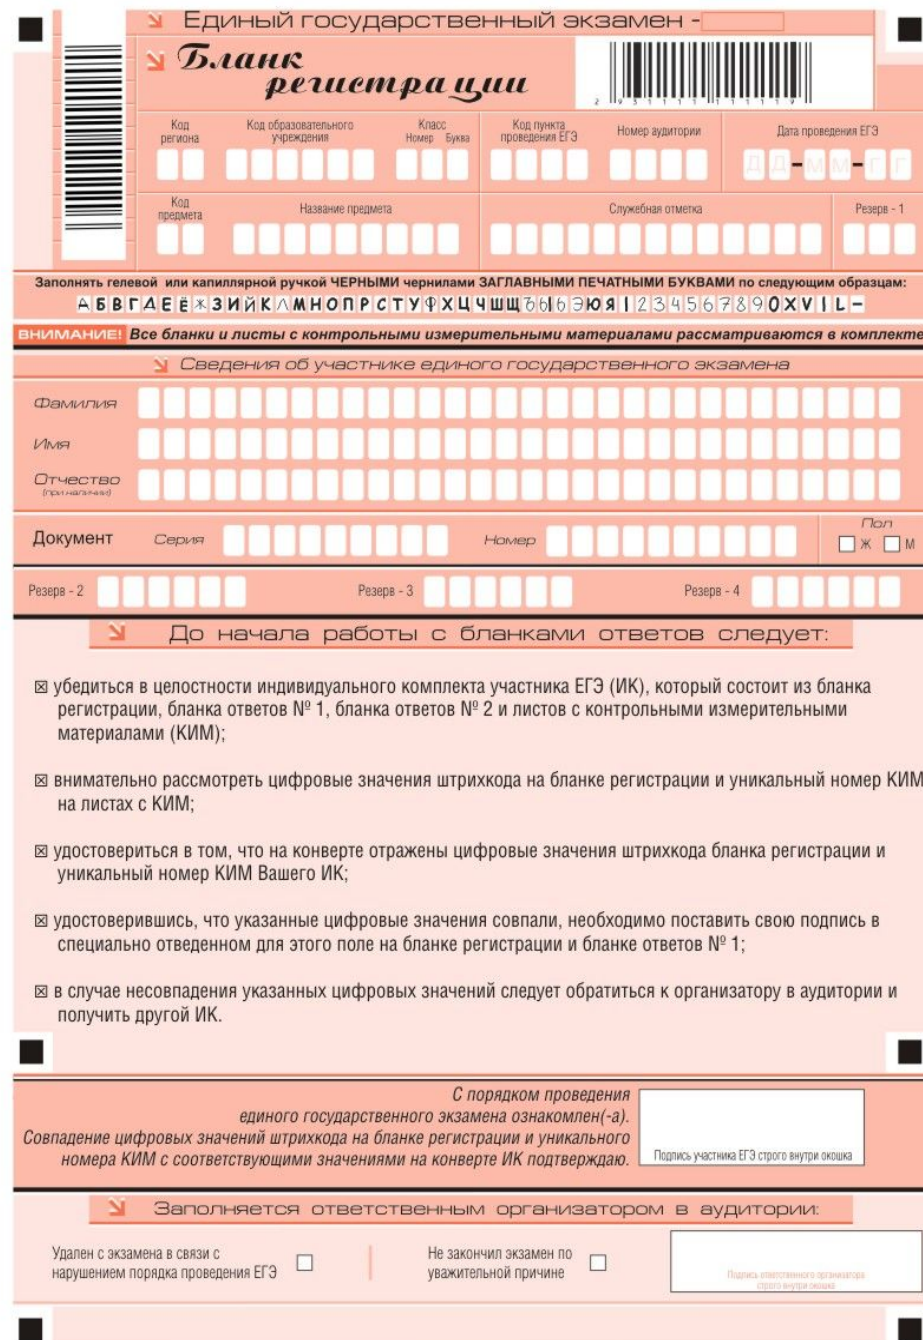 Единый государственный экзамен -
Бланк
регистрации
2 931111 111119
Код региона
Код образовательного учреждения
Класс
Номер Буква
Код пункта проведения ЕГЭ
Номер аудитории
Дата проведения ЕГЭ
ДД-ММ-ГГ
Код предмета
Название предмета
Служебная отметка
Резерв - 1
Заполнять гелевой или капиллярной ручкой ЧЕРНЫМИ чернилами ЗАГЛАВНЫМИ ПЕЧАТНЫМИ БУКВАМИ по следующим образцам:
АБВГДЕЁЖЗИЙКЛМНОПРСТУФХЦЧШЩЪЫЬЭЮЯ1234567890XVIL-
ВНИМАНИЕ! Все бланки и листы с контрольными измерительными материалами рассматриваются в комплекте
Сведения об участнике единого государственного экзамена
Фамилия
Имя
Отчество
(при наличии)
Документ Серия Номер
Пол
Ж М
Резерв - 2 Резерв - 3 Резерв - 4
До начала работы с бланками ответов следует:
убедиться в целостности индивидуального комплекта участника ЕГЭ (ИК), который состоит из бланка
регистрации, бланка ответов № 1, бланка ответов № 2 и листов с контрольными измерительными
материалами (КИМ);
внимательно рассмотреть цифровые значения штрихкода на бланке регистрации и уникальный номер КИМ
на листах с КИМ;
удостовериться в том, что на конверте отражены цифровые значения штрихкода бланка регистрации и
уникальный номер КИМ Вашего ИК;
удостоверившись, что указанные цифровые значения совпали, необходимо поставить свою подпись в
специально отведенном для этого поле на бланке регистрации и бланке ответов № 1;
в случае несовпадения указанных цифровых значений следует обратиться к организатору в аудитории и
получить другой ИК.
С порядком проведения
единого государственного экзамена ознакомлен(-а).
Совпадение цифровых значений штрихкода на бланке регистрации и уникального
номера КИМ с соответствующими значениями на конверте ИК подтверждаю.
Подпись участника ЕГЭ строго внутри окошка
Заполняется ответственным организатором в аудитории:
Удален с экзамена в связи с
нарушением порядка проведения ЕГЭ
Не закончил экзамен по
уважительной причине
Подпись ответственного организатора
строго внутри окошка